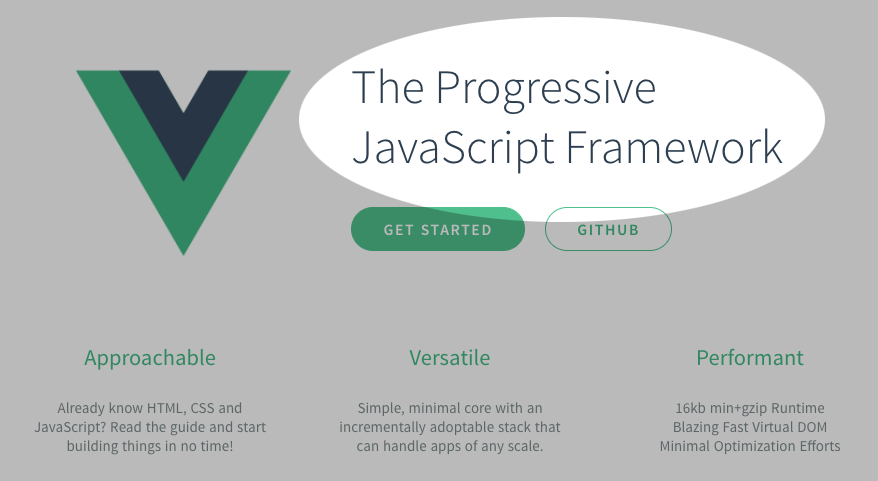 The Progressive
JavaScript Framework
GET STARTED
GITHUB
Approachable
Already know HTML, CSS and
JavaScript? Read the guide and start
building things in no time!
Versatile
Simple, minimal core with an
incrementally adoptable stack that
can handle apps of any scale.
Performant
16kb min+gzip Runtime
Blazing Fast Virtual DOM
Minimal Optimization Efforts